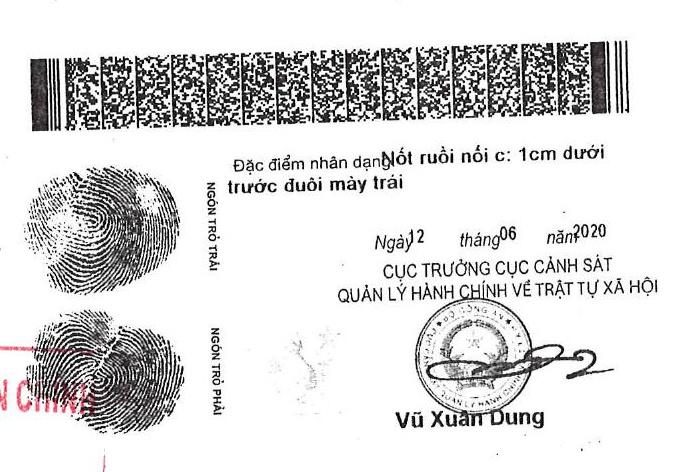 Đặc điểm nhân dạng Nốt ruồi nổi c: 1cm dưới
trước đuôi mày trái
NGÓN TRỎ TRÁI
Ngày 12 tháng 06 năm 2020
CỤC TRƯỞNG CỤC CẢNH SÁT
QUẢN LÝ HÀNH CHÍNH VỀ TRẬT TỰ XÃ HỘI
NGÓN TRỎ PHẢI
BỘ CÔNG AN
QUẢN LÝ HÀNH CHÍNH
CHÍNH
Vũ Xuân Dung